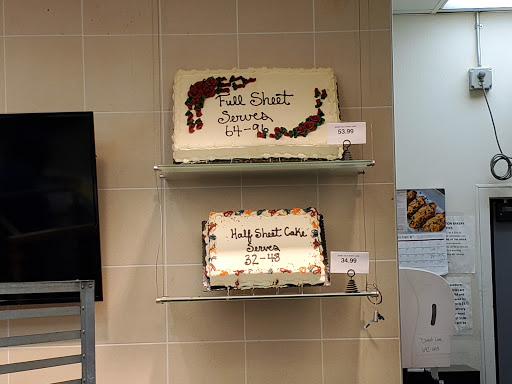 Full Sheet
Serves
64-96
53.99
Half Sheet Cake
Serves
32-48
34.99